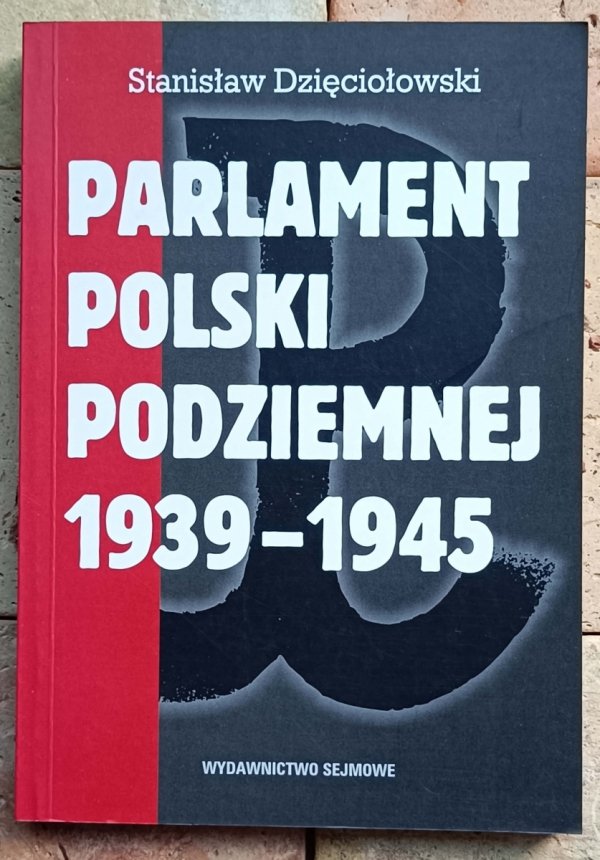 Stanisław Dzięciołowski
PARLAMENT
POLSKI
PODZIEMNEJ
1939–1945
WYDAWNICTWO SEJMOWE